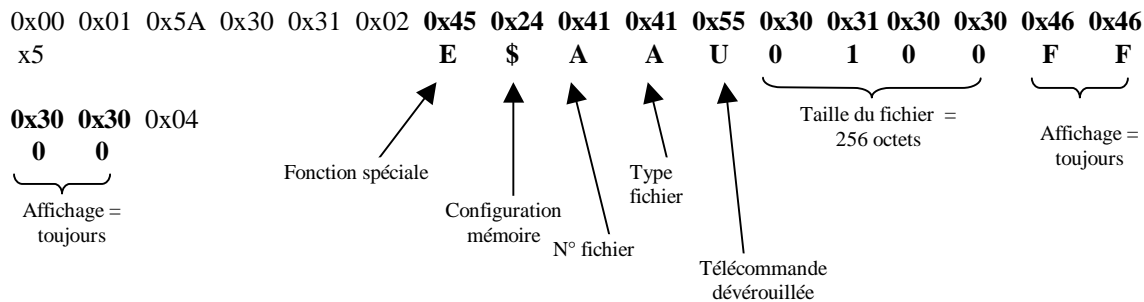 0x00 0x01 0x5A 0x30 0x31 0x02 0x45 0x24 0x41 0x41 0x55 0x30 0x31 0x30 0x30 0x46 0x46
x5 E $ A A U 0 1 0 0 F F
Taille du fichier =
256 octets
Affichage =
toujours
0x30 0x30 0x04
0 0
Affichage =
toujours
Fonction spéciale
Configuration
mémoire
N° fichier
Type
fichier
Télécommande
dévérouillée